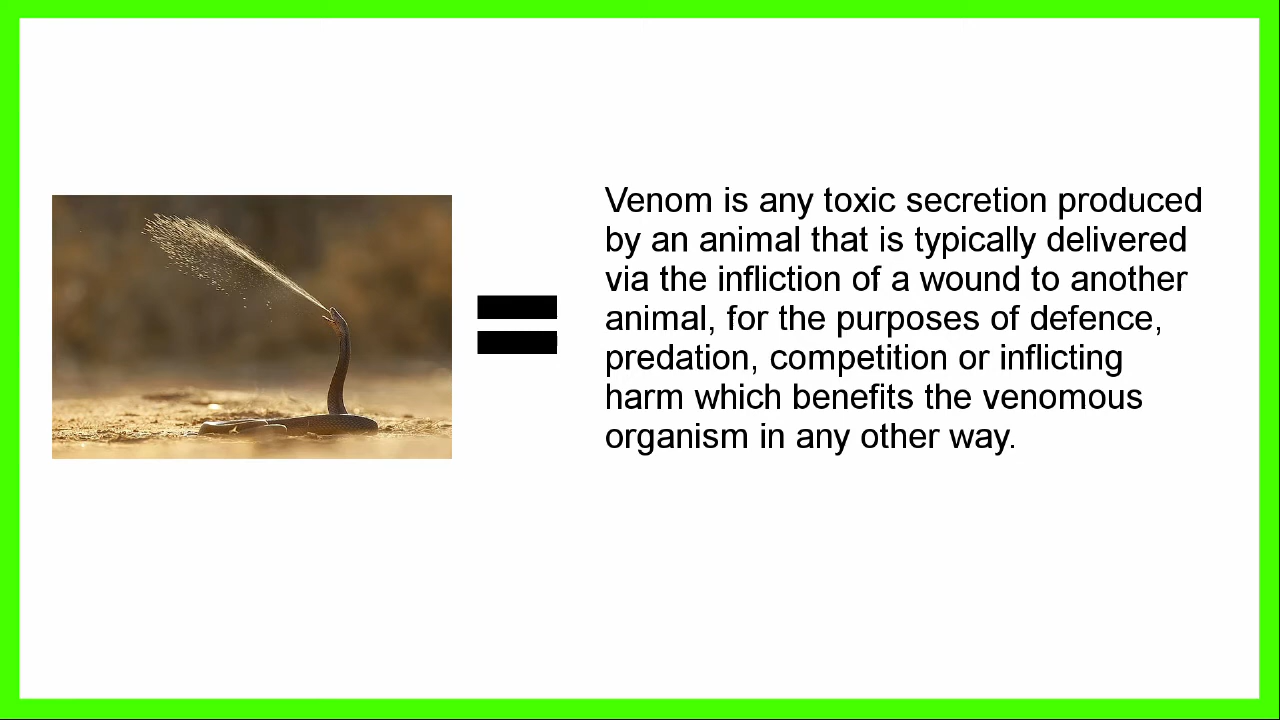 Venom is any toxic secretion produced
by an animal that is typically delivered
via the infliction of a wound to another
animal, for the purposes of defence,
predation, competition or inflicting
harm which benefits the venomous
organism in any other way.